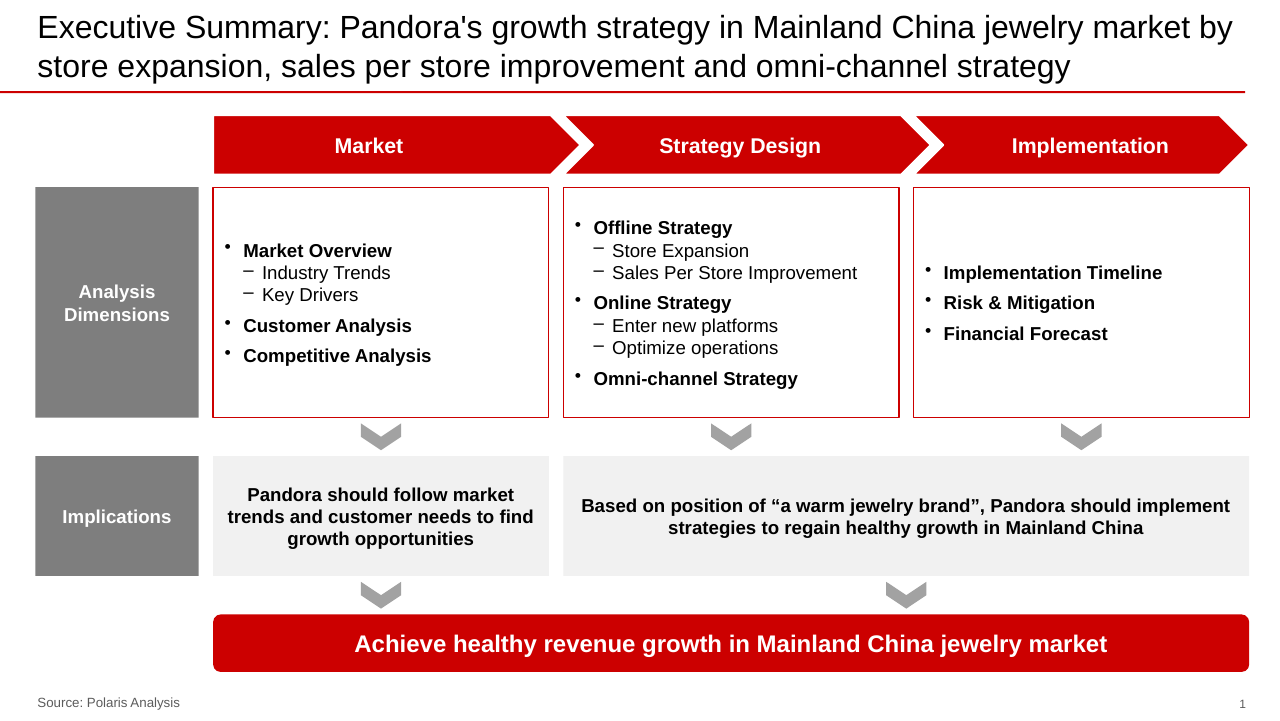 Executive Summary: Pandora's growth strategy in Mainland China jewelry market by
store expansion, sales per store improvement and omni-channel strategy
Market
Strategy Design
Implementation
Analysis
Dimensions
• Market Overview
– Industry Trends
– Key Drivers
• Customer Analysis
• Competitive Analysis
• Offline Strategy
– Store Expansion
– Sales Per Store Improvement
• Online Strategy
– Enter new platforms
– Optimize operations
• Omni-channel Strategy
• Implementation Timeline
• Risk & Mitigation
• Financial Forecast
Implications
Pandora should follow market
trends and customer needs to find
growth opportunities
Based on position of “a warm jewelry brand”, Pandora should implement
strategies to regain healthy growth in Mainland China
Achieve healthy revenue growth in Mainland China jewelry market
Source: Polaris Analysis
1